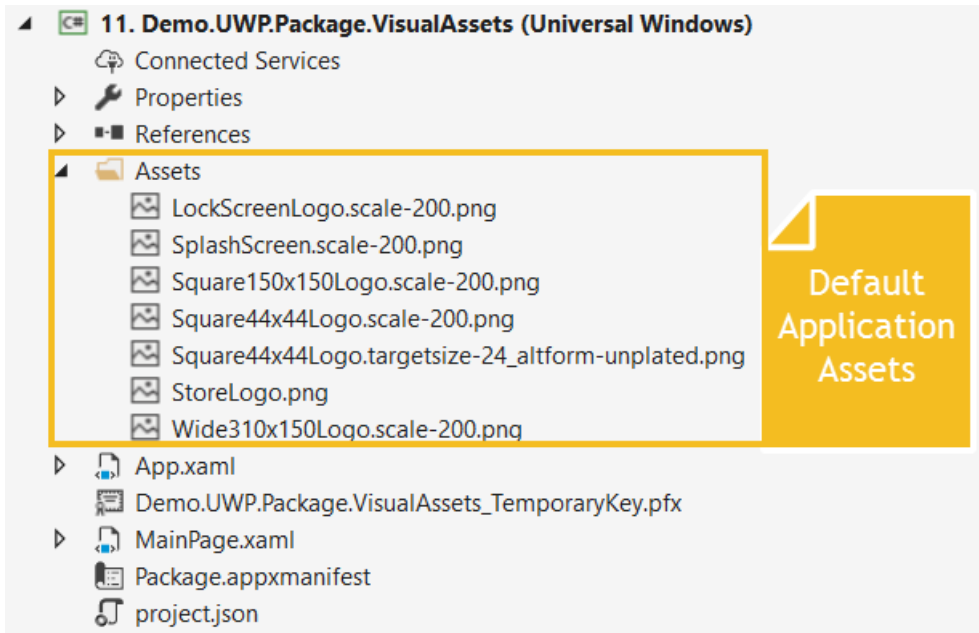 C# 11. Demo.UWP.Package.VisualAssets (Universal Windows)
Connected Services
Properties
References
Assets
LockScreenLogo.scale-200.png
SplashScreen.scale-200.png
Square150x150Logo.scale-200.png
Square44x44Logo.scale-200.png
Square44x44Logo.targetsize-24_altform-unplated.png
StoreLogo.png
Wide310x150Logo.scale-200.png
Default
Application
Assets
App.xaml
Demo.UWP.Package.VisualAssets_TemporaryKey.pfx
MainPage.xaml
Package.appxmanifest
project.json